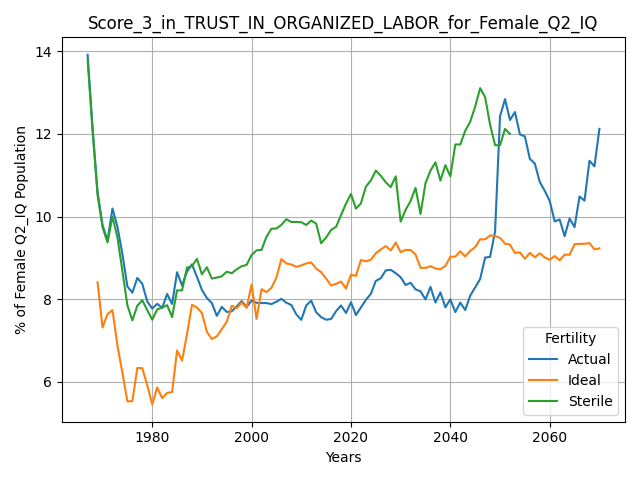 Score_3_in_TRUST_IN_ORGANIZED_LABOR_for_Female_Q2_IQ
14
12
10
8
6
% of Female Q2_IQ Population
1980 2000 2020 2040 2060
Years
Fertility
Actual
Ideal
Sterile